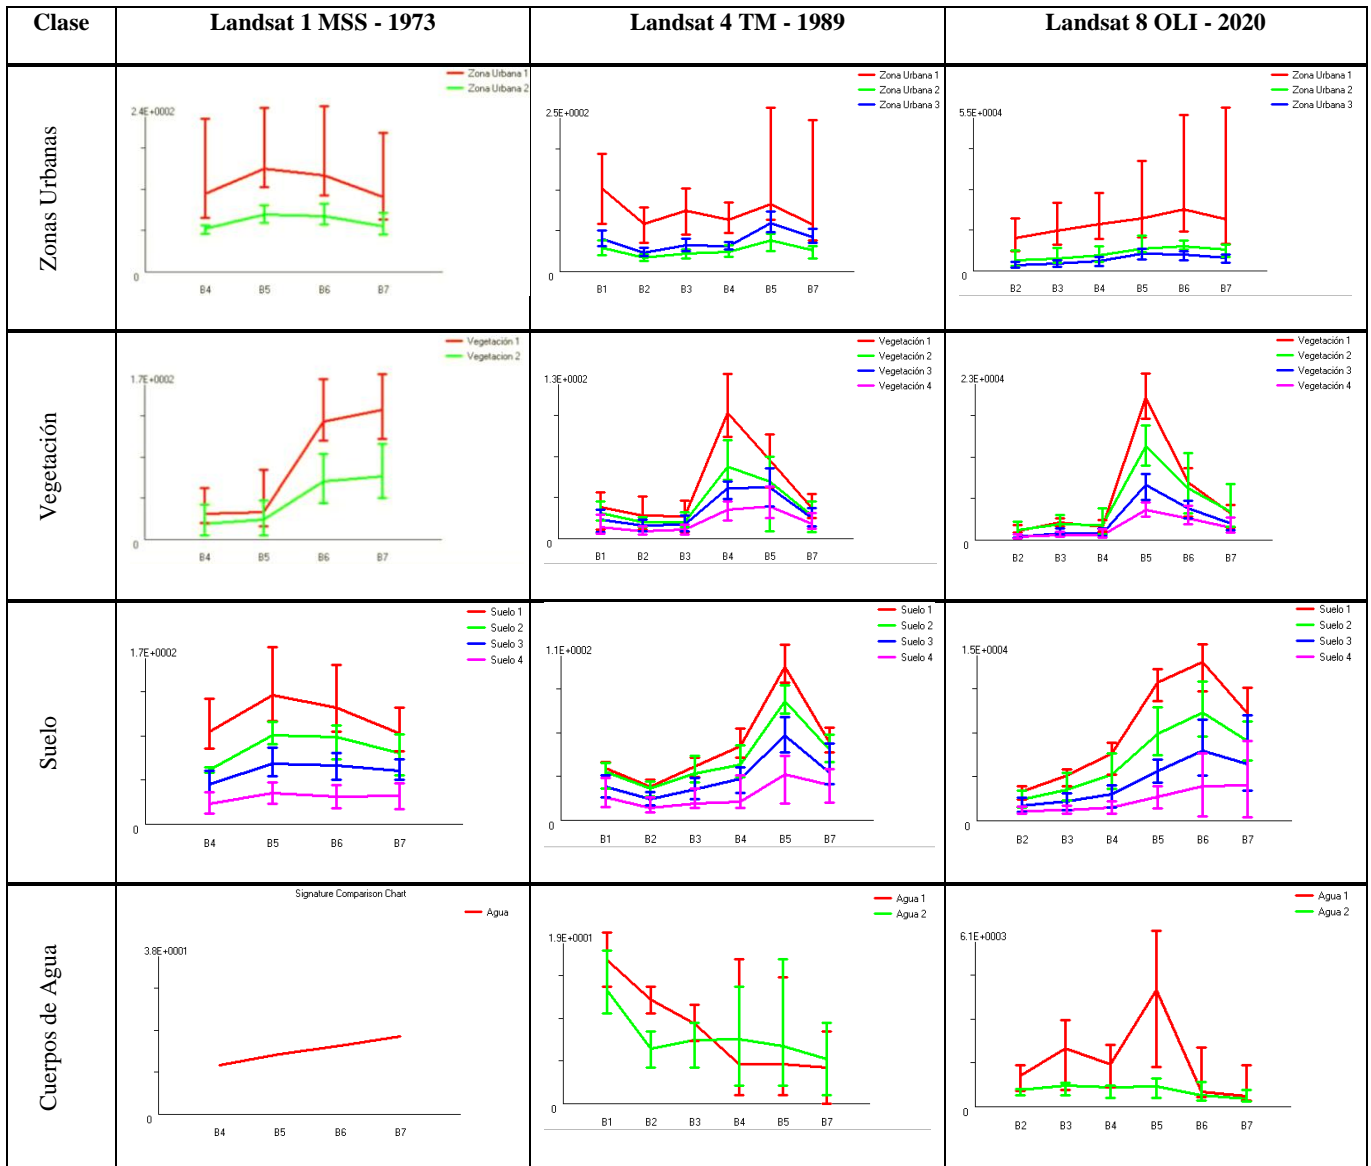 Clase Landsat 1 MSS - 1973 Landsat 4 TM - 1989 Landsat 8 OLI - 2020
Zonas Urbanas
Zona Urbana 1
Zona Urbana 2
2.4E+0002
0
B4 B5 B6 B7
Zona Urbana 1
Zona Urbana 2
Zona Urbana 3
2.5E+0002
0
B1 B2 B3 B4 B5 B7
Zona Urbana 1
Zona Urbana 2
Zona Urbana 3
5.5E+0004
0
B2 B3 B4 B5 B6 B7
Vegetación
Vegetación 1
Vegetacion 2
1.7E+0002
0
B4 B5 B6 B7
Vegetación 1
Vegetación 2
Vegetación 3
Vegetación 4
1.3E+0002
0
B1 B2 B3 B4 B5 B7
Vegetación 1
Vegetación 2
Vegetación 3
Vegetación 4
2.3E+0004
0
B2 B3 B4 B5 B6 B7
Suelo
Suelo 1
Suelo 2
Suelo 3
Suelo 4
1.7E+0002
0
B4 B5 B6 B7
Suelo 1
Suelo 2
Suelo 3
Suelo 4
1.1E+0002
0
B1 B2 B3 B4 B5 B7
Suelo 1
Suelo 2
Suelo 3
Suelo 4
1.5E+0004
0
B2 B3 B4 B5 B6 B7
Cuerpos de Agua
Signature Comparison Chart
Agua
3.8E+0001
0
B4 B5 B6 B7
Agua 1
Agua 2
1.9E+0001
0
B1 B2 B3 B4 B5 B7
Agua 1
Agua 2
6.1E+0003
0
B2 B3 B4 B5 B6 B7